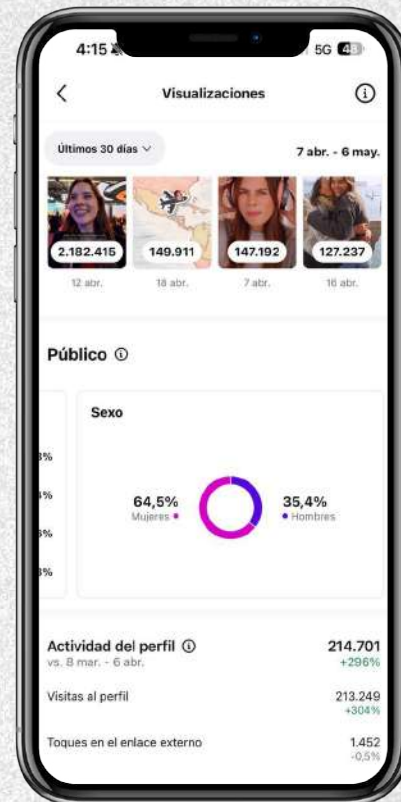 4:15
5G 48
Visualizaciones
Últimos 30 días
7 abr. - 6 may.
2.182.415 149.911 147.192 127.237
12 abr. 18 abr. 7 abr. 16 abr.
Público
Sexo
3%
%
%
3%
64,5%
Mujeres
35,4%
Hombres
Actividad del perfil
214.701
vs. 8 mar. - 6 abr.
+296%
Visitas al perfil
213.249
+304%
Toques en el enlace externo
1.452
-0,5%